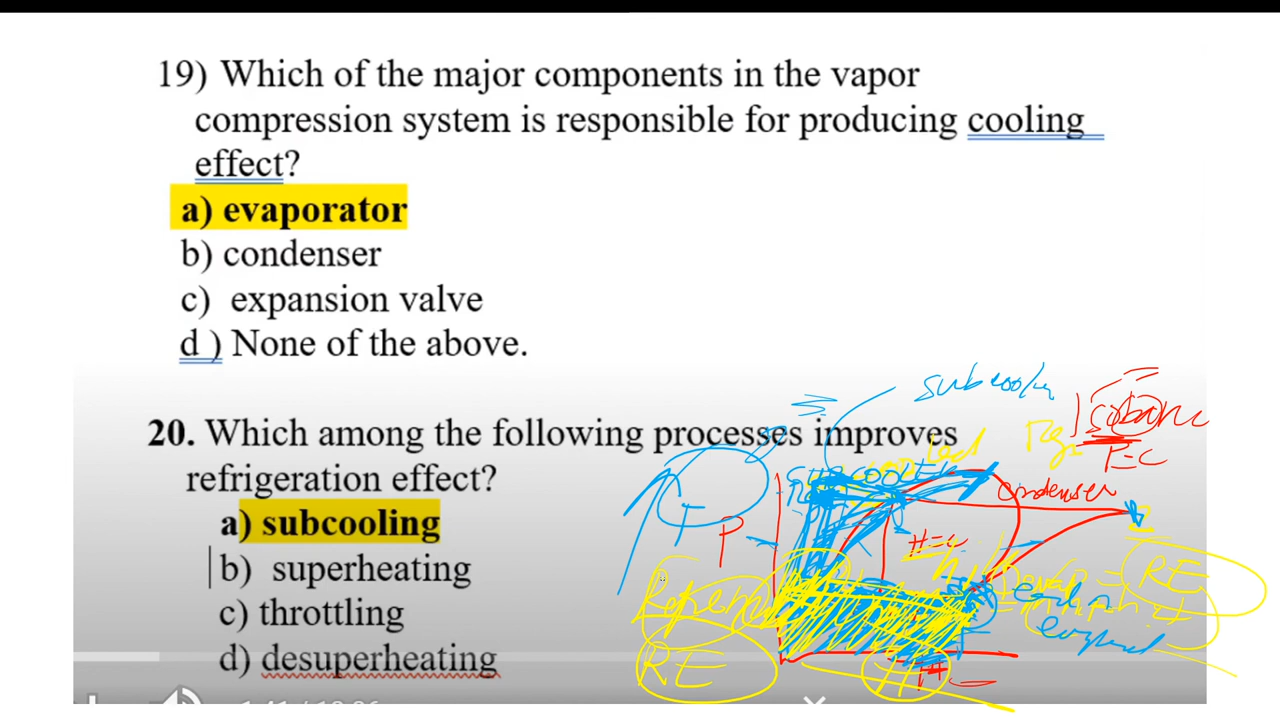 19) Which of the major components in the vapor
compression system is responsible for producing cooling
effect?
a) evaporator
b) condenser
c) expansion valve
d ) None of the above.
subcoolin
20. Which among the following processes improves
refrigeration effect?
a) subcooling
b) superheating
c) throttling
d) desuperheating
P=C
condenser
T
P
H=c
RE
RE